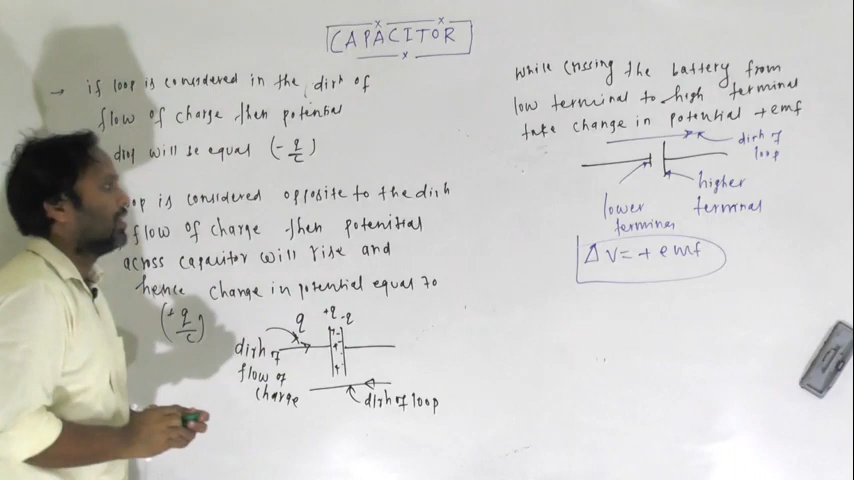 CAPACITOR
→ if loop is considered in the dirn of
flow of charge then potential
drop will be equal (- q/c)
loop is considered opposite to the dirn
flow of charge then potenitial
across capacitor will rise and
hence change in potential equal to
(+ q/c)
q
+q -q
dirn of
flow of
charge
dirn of loop
while crissing the battery from
low terminal to high terminal
take change in potential +emf
dirn of
loop
higher
terminal
lower
terminal
ΔV = + emf